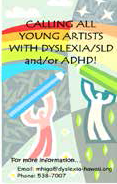 CALLING ALL
YOUNG ARTISTS
WITH DYSLEXIA/SLD
and/or ADHD!
For more information...
Email: mhigo@dyslexia-hawaii.org
Phone: 538-7007